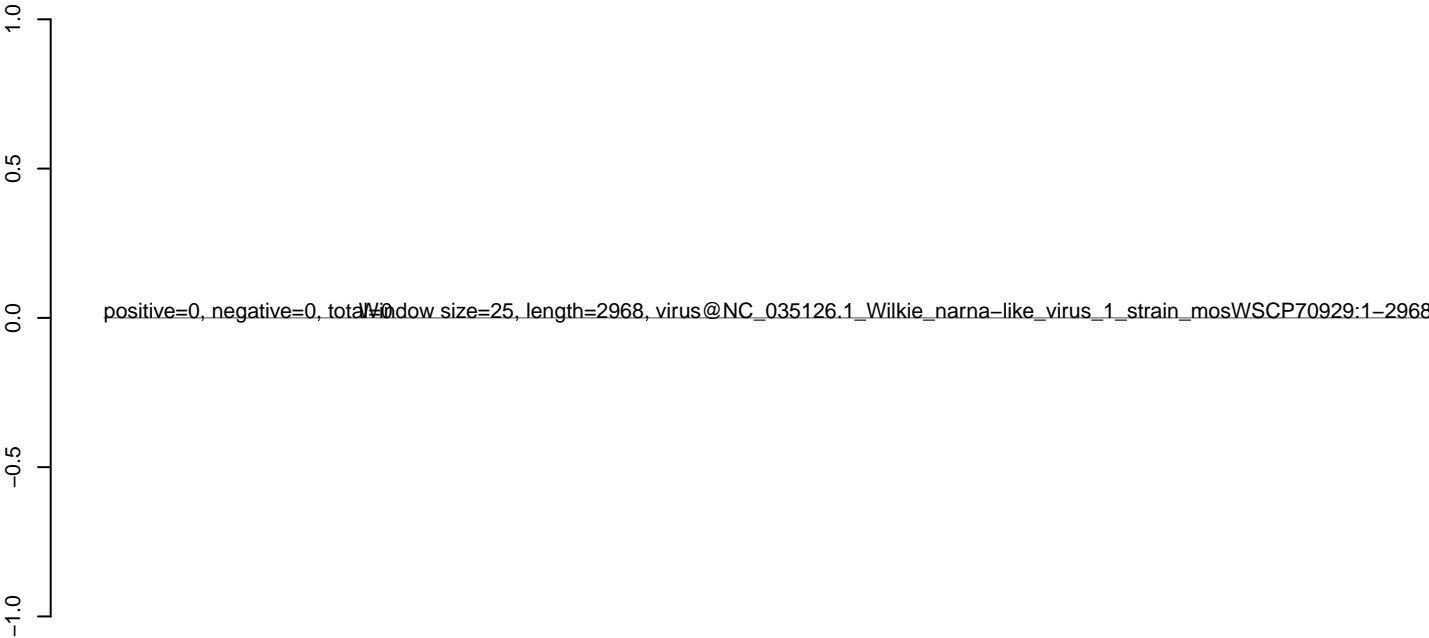 1.0
0.5
0.0
positive=0, negative=0, total=0
Window size=25, length=2968, virus@NC_035126.1_Wilkie_narna−like_virus_1_strain_mosWSCP70929:1−2968
−0.5
−1.0